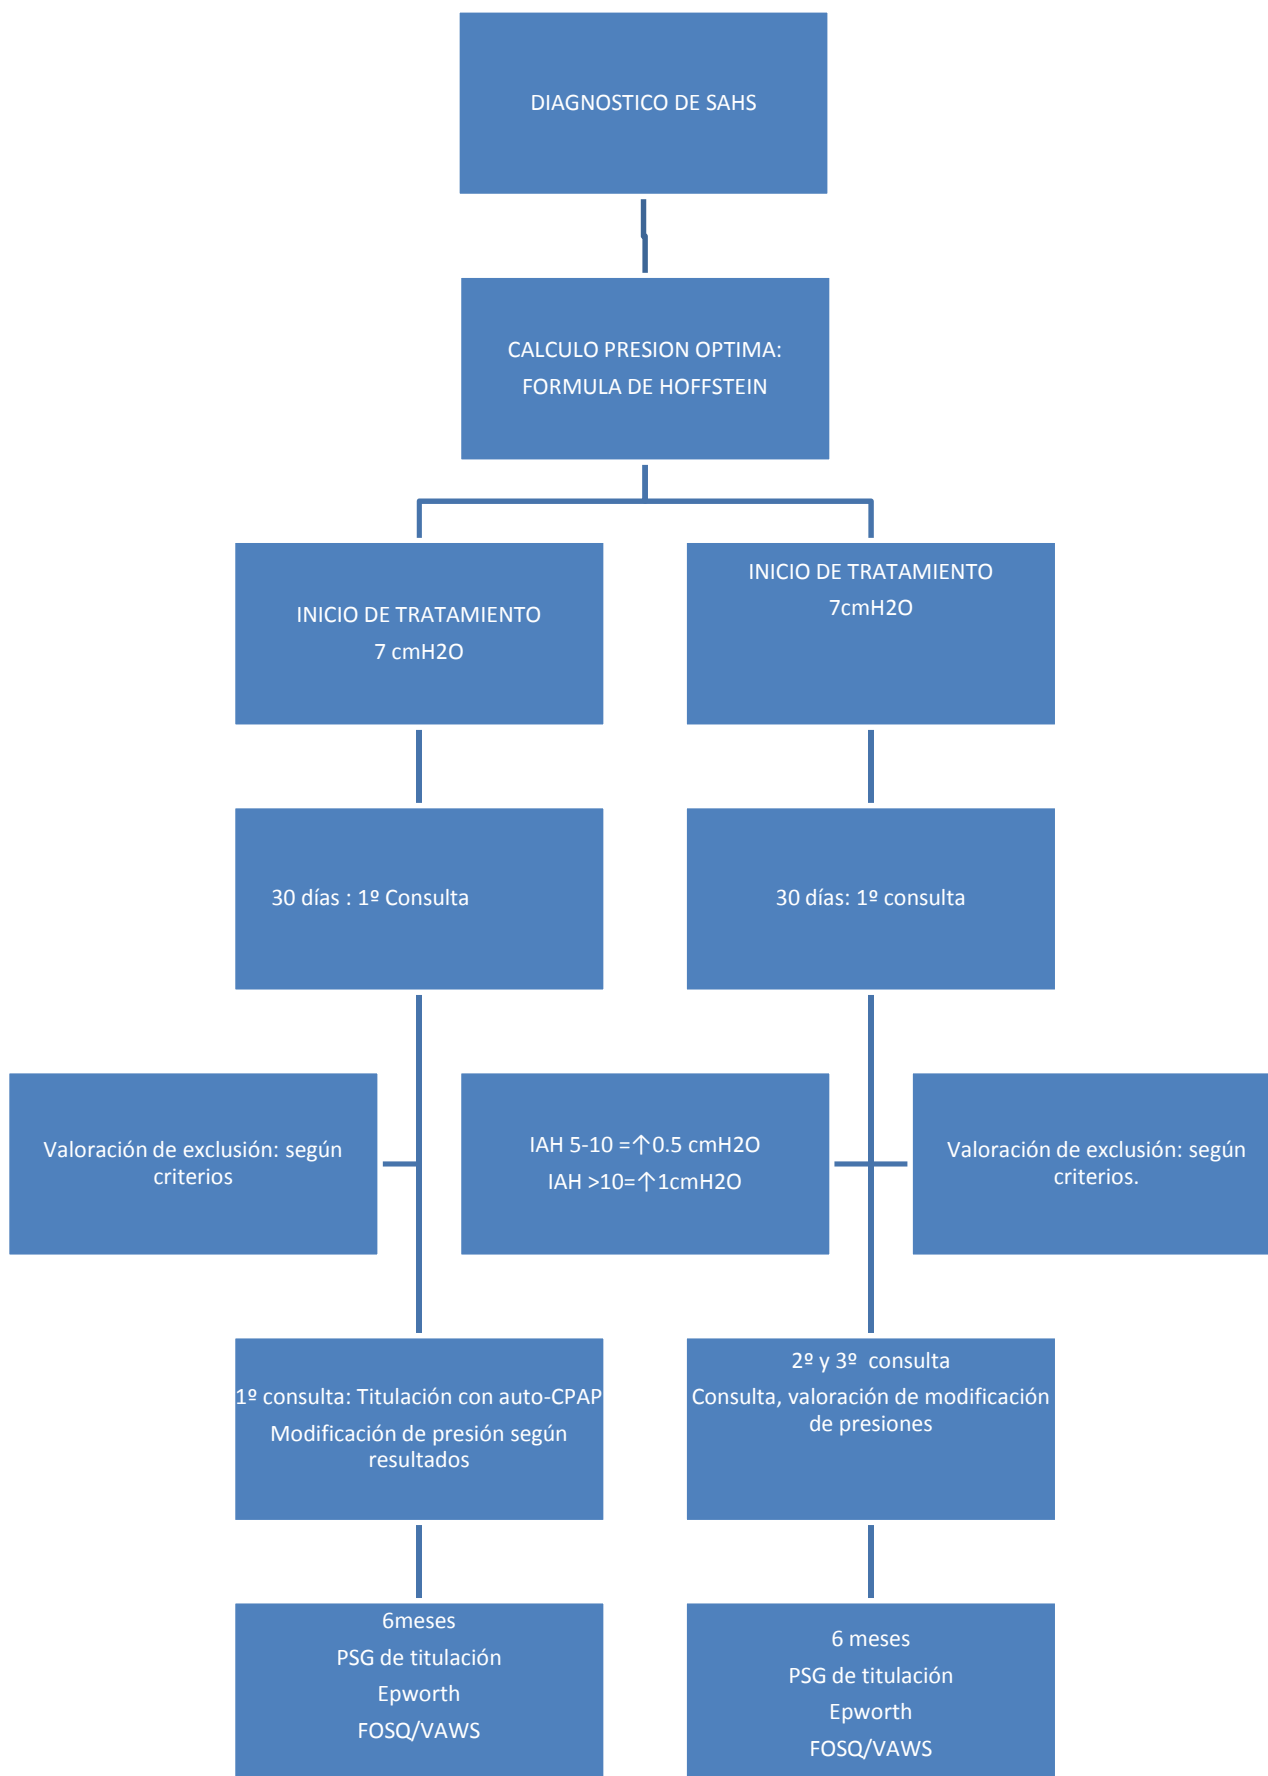 DIAGNOSTICO DE SAHS
CALCULO PRESION OPTIMA:
FORMULA DE HOFFSTEIN
INICIO DE TRATAMIENTO
7 cmH2O
INICIO DE TRATAMIENTO
7cmH2O
30 días : 1º Consulta
30 días: 1º consulta
Valoración de exclusión: según
criterios
IAH 5-10 =↑0.5 cmH2O
IAH >10=↑1cmH2O
Valoración de exclusión: según
criterios.
1º consulta: Titulación con auto-CPAP
Modificación de presión según
resultados
2º y 3º consulta
Consulta, valoración de modificación
de presiones
6meses
PSG de titulación
Epworth
FOSQ/VAWS
6 meses
PSG de titulación
Epworth
FOSQ/VAWS